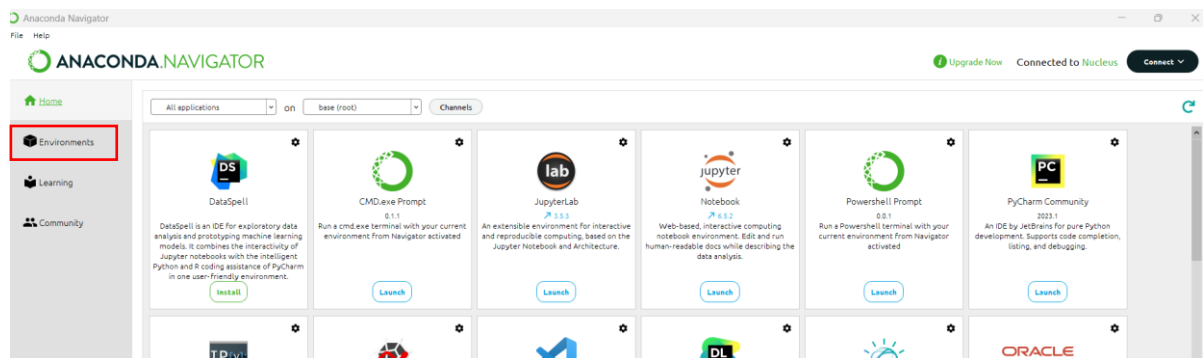 Anaconda Navigator
File Help
ANACONDA.NAVIGATOR
Upgrade Now Connected to Nucleus Connect
Home
All applications on base (root) Channels
Environments
Learning
Community
DS
DataSpell
DataSpell is an IDE for exploratory data
analysis and prototyping machine learning
models. It combines the interactivity of
Jupyter notebooks with the intelligent
Python and R coding assistance of PyCharm
in one user-friendly environment.
Install
CMD.exe Prompt
0.1.1
Run a cmd.exe terminal with your current
environment from Navigator activated
Launch
lab
JupyterLab
3.5.3
An extensible environment for interactive
and reproducible computing, based on the
Jupyter Notebook and Architecture.
Launch
jupyter
Notebook
6.5.2
Web-based, interactive computing
notebook environment. Edit and run
human-readable docs while describing the
data analysis.
Launch
Powershell Prompt
0.0.1
Run a Powershell terminal with your
current environment from Navigator
activated
Launch
PC
PyCharm Community
2023.1
An IDE by JetBrains for pure Python
development. Supports code completion,
listing, and debugging.
Launch
DL
ORACLE